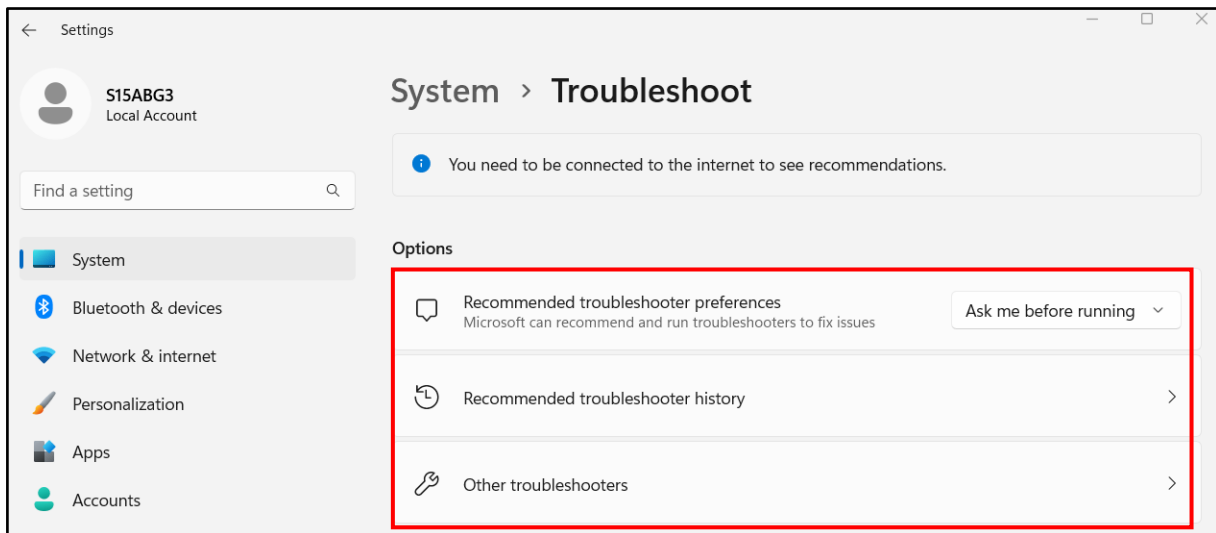 Settings
S15ABG3
Local Account
Find a setting
System
Bluetooth & devices
Network & internet
Personalization
Apps
Accounts
System > Troubleshoot
You need to be connected to the internet to see recommendations.
Options
Recommended troubleshooter preferences
Microsoft can recommend and run troubleshooters to fix issues
Ask me before running
Recommended troubleshooter history
Other troubleshooters